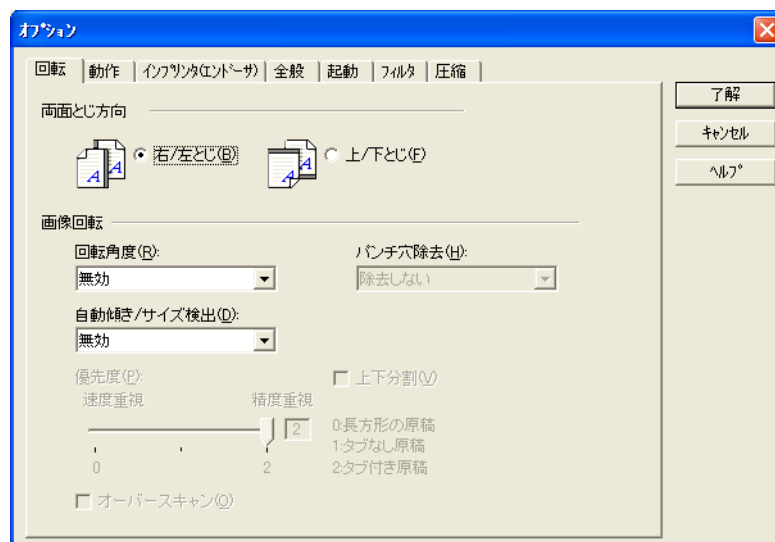 オプション
回転 動作 インプリンタ(エンドーサ) 全般 起動 フィルタ 圧縮
了解
キャンセル
ヘルプ
両面とじ方向
右/左とじ(B) 上/下とじ(F)
画像回転
回転角度(R): パンチ穴除去(H):
無効 除去しない
自動傾き/サイズ検出(D):
無効
優先度(P): 上下分割(V)
速度重視 精度重視
2
0:長方形の原稿
1:タブなし原稿
2:タブ付き原稿
0 2
オーバースキャン(O)